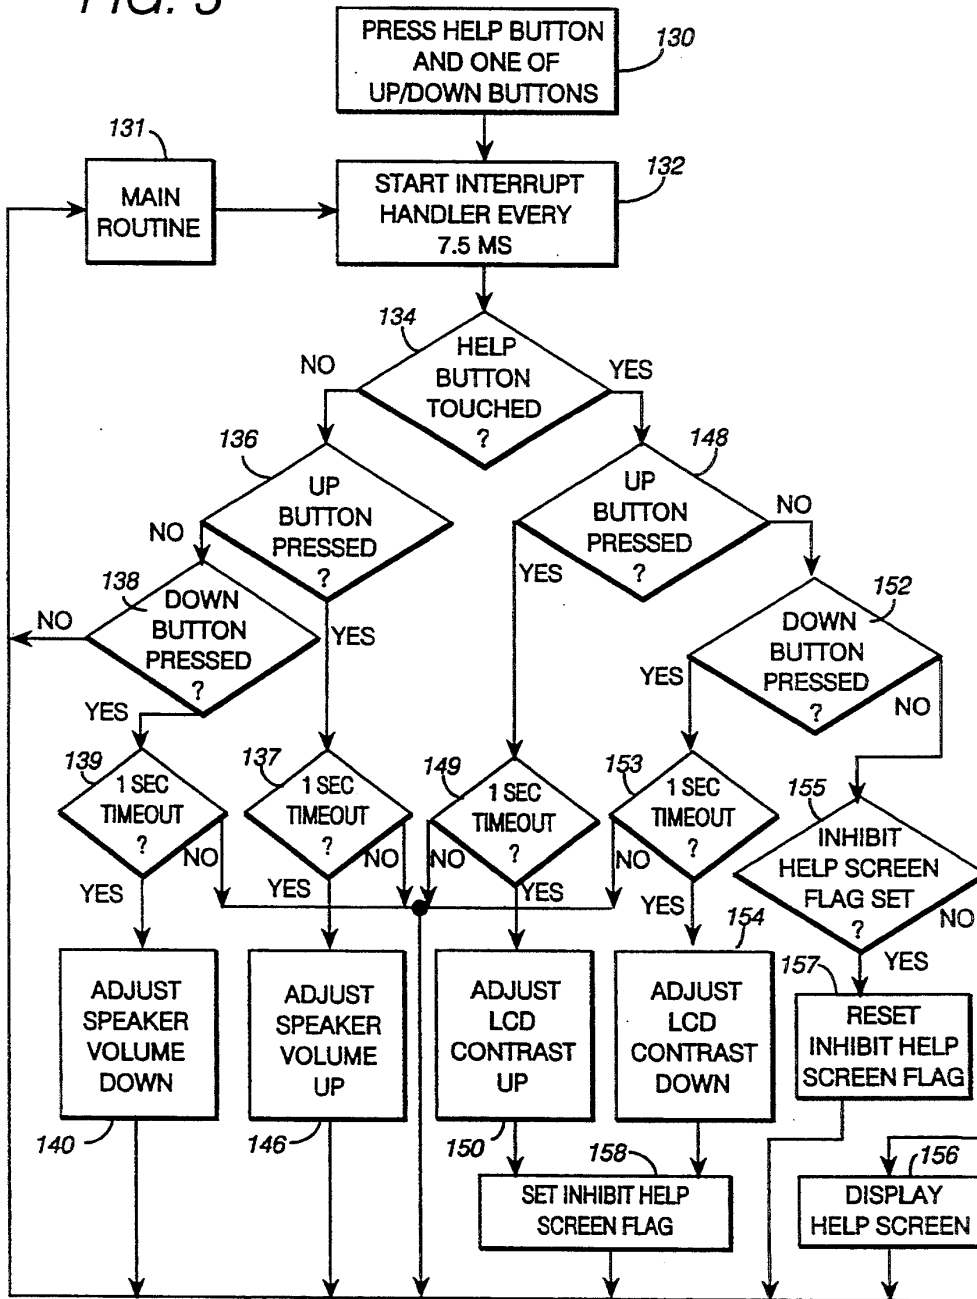 FIG. 3
PRESS HELP BUTTON
AND ONE OF
UP/DOWN BUTTONS
130
131
MAIN
ROUTINE
START INTERRUPT
HANDLER EVERY
7.5 MS
132
134
HELP
BUTTON
TOUCHED
?
NO
YES
136
UP
BUTTON
PRESSED
?
NO
YES
148
UP
BUTTON
PRESSED
?
NO
YES
138
DOWN
BUTTON
PRESSED
?
NO
YES
152
DOWN
BUTTON
PRESSED
?
YES
NO
139
1 SEC
TIMEOUT
?
NO
YES
137
1 SEC
TIMEOUT
?
NO
YES
149
1 SEC
TIMEOUT
?
NO
YES
153
1 SEC
TIMEOUT
?
NO
YES
155
INHIBIT
HELP SCREEN
FLAG SET
?
NO
YES
ADJUST
SPEAKER
VOLUME
DOWN
140
ADJUST
SPEAKER
VOLUME
UP
146
ADJUST
LCD
CONTRAST
UP
150
154
ADJUST
LCD
CONTRAST
DOWN
157
RESET
INHIBIT HELP
SCREEN FLAG
158
SET INHIBIT HELP
SCREEN FLAG
156
DISPLAY
HELP SCREEN